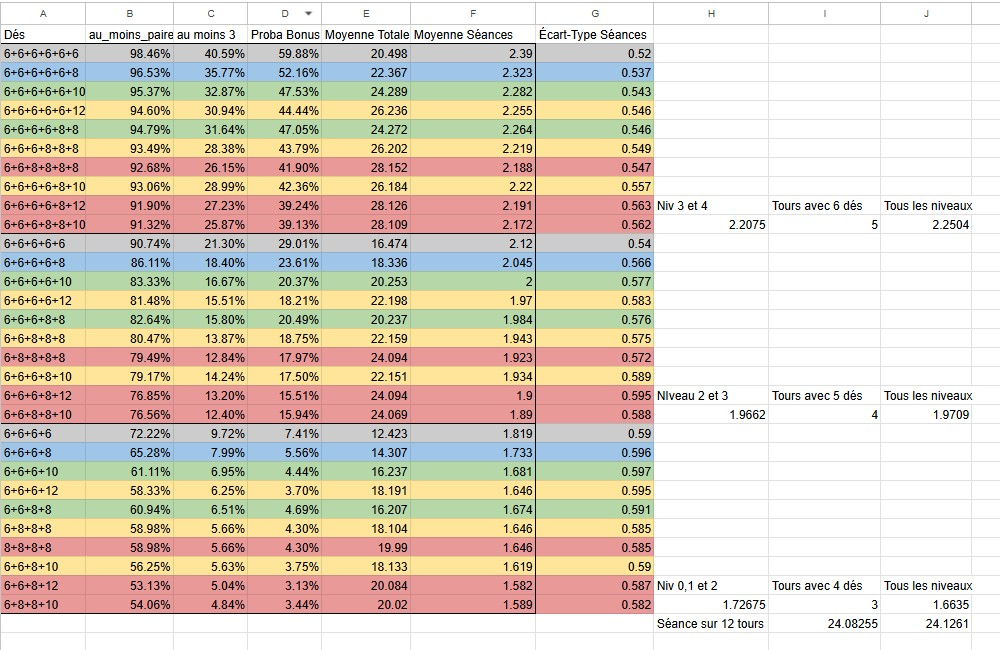 A B C D E F G H I J
Dés au_moins_paire au moins 3 Proba Bonus Moyenne Totale Moyenne Séances Écart-Type Séances
6+6+6+6+6+6 98.46% 40.59% 59.88% 20.498 2.39 0.52
6+6+6+6+6+8 96.53% 35.77% 52.16% 22.367 2.323 0.537
6+6+6+6+6+10 95.37% 32.87% 47.53% 24.289 2.282 0.543
6+6+6+6+6+12 94.60% 30.94% 44.44% 26.236 2.255 0.546
6+6+6+6+8+8 94.79% 31.64% 47.05% 24.272 2.264 0.546
6+6+6+8+8+8 93.49% 28.38% 43.79% 26.202 2.219 0.549
6+6+8+8+8+8 92.68% 26.15% 41.90% 28.152 2.188 0.547
6+6+6+6+8+10 93.06% 28.99% 42.36% 26.184 2.22 0.557
6+6+6+6+8+12 91.90% 27.23% 39.24% 28.126 2.191 0.563 Niv 3 et 4 Tours avec 6 dés Tous les niveaux
6+6+6+8+8+10 91.32% 25.87% 39.13% 28.109 2.172 0.562 2.2075 5 2.2504
6+6+6+6+6 90.74% 21.30% 29.01% 16.474 2.12 0.54
6+6+6+6+8 86.11% 18.40% 23.61% 18.336 2.045 0.566
6+6+6+6+10 83.33% 16.67% 20.37% 20.253 2 0.577
6+6+6+6+12 81.48% 15.51% 18.21% 22.198 1.97 0.583
6+6+6+8+8 82.64% 15.80% 20.49% 20.237 1.984 0.576
6+6+8+8+8 80.47% 13.87% 18.75% 22.159 1.943 0.575
6+8+8+8+8 79.49% 12.84% 17.97% 24.094 1.923 0.572
6+6+6+8+10 79.17% 14.24% 17.50% 22.151 1.934 0.589
6+6+6+8+12 76.85% 13.20% 15.51% 24.094 1.9 0.595 NIveau 2 et 3 Tours avec 5 dés Tous les niveaux
6+6+8+8+10 76.56% 12.40% 15.94% 24.069 1.89 0.588 1.9662 4 1.9709
6+6+6+6 72.22% 9.72% 7.41% 12.423 1.819 0.59
6+6+6+8 65.28% 7.99% 5.56% 14.307 1.733 0.596
6+6+6+10 61.11% 6.95% 4.44% 16.237 1.681 0.597
6+6+6+12 58.33% 6.25% 3.70% 18.191 1.646 0.595
6+6+8+8 60.94% 6.51% 4.69% 16.207 1.674 0.591
6+8+8+8 58.98% 5.66% 4.30% 18.104 1.646 0.585
8+8+8+8 58.98% 5.66% 4.30% 19.99 1.646 0.585
6+6+8+10 56.25% 5.63% 3.75% 18.133 1.619 0.59
6+6+8+12 53.13% 5.04% 3.13% 20.084 1.582 0.587 Niv 0,1 et 2 Tours avec 4 dés Tous les niveaux
6+8+8+10 54.06% 4.84% 3.44% 20.02 1.589 0.582 1.72675 3 1.6635
Séance sur 12 tours 24.08255 24.1261